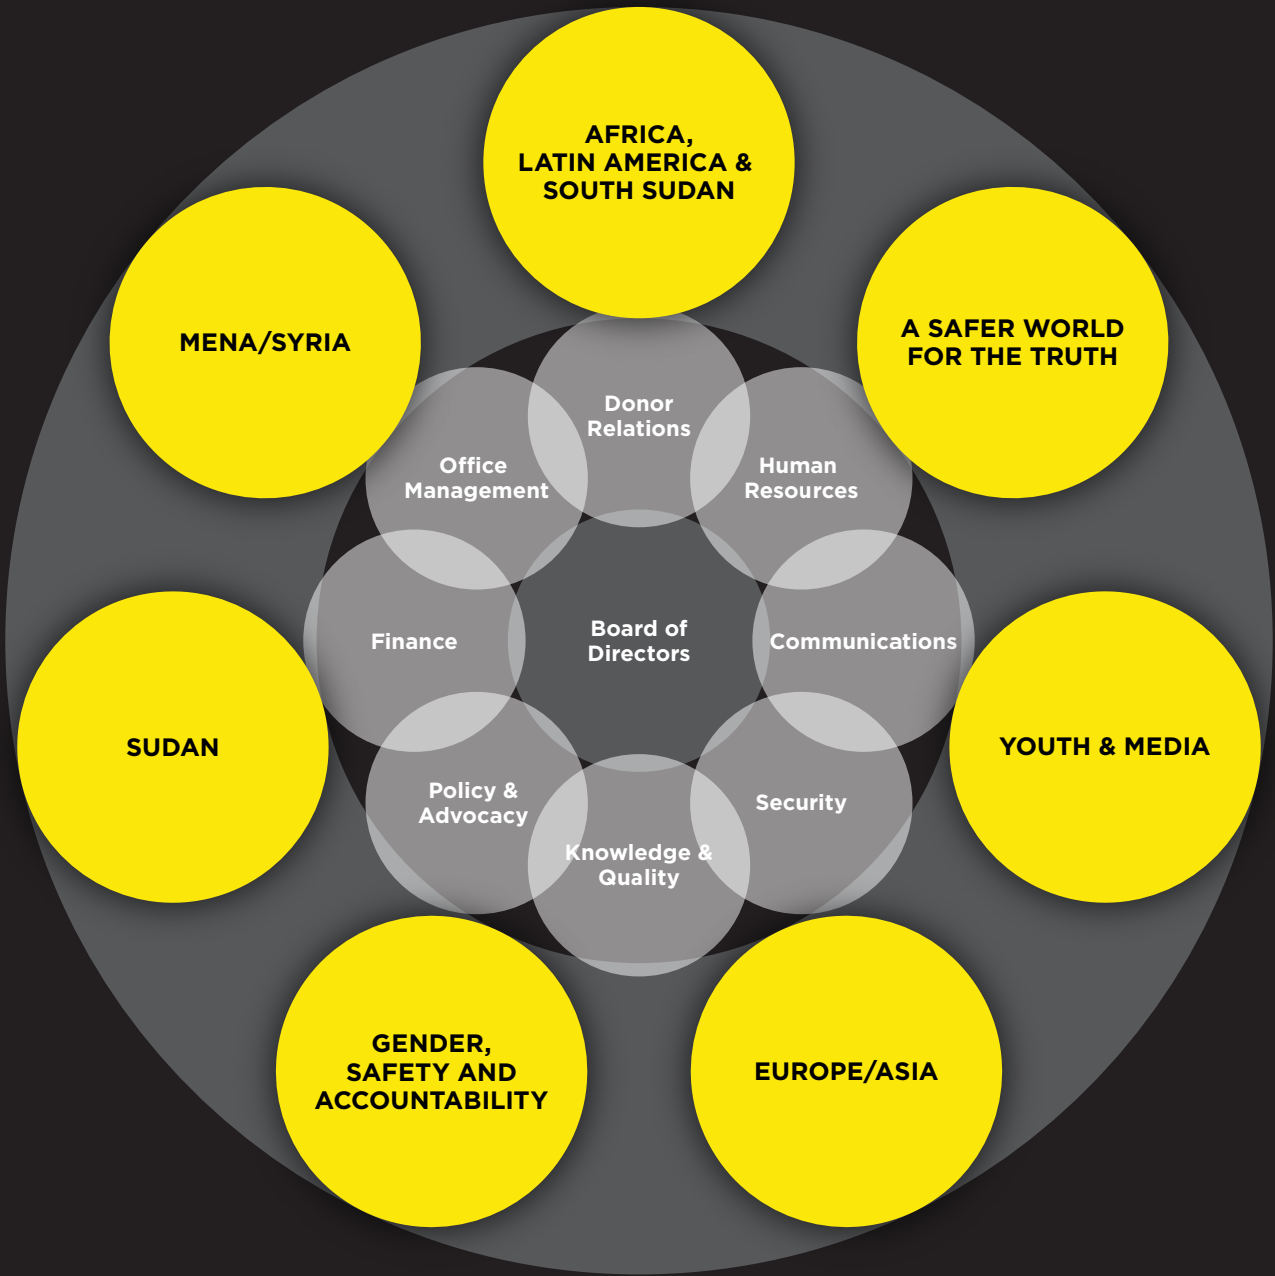 AFRICA,
LATIN AMERICA &
SOUTH SUDAN
MENA/SYRIA
A SAFER WORLD
FOR THE TRUTH
Donor
Relations
Office
Management
Human
Resources
Finance
Board of
Directors
Communications
SUDAN
YOUTH & MEDIA
Policy &
Advocacy
Security
Knowledge &
Quality
GENDER,
SAFETY AND
ACCOUNTABILITY
EUROPE/ASIA